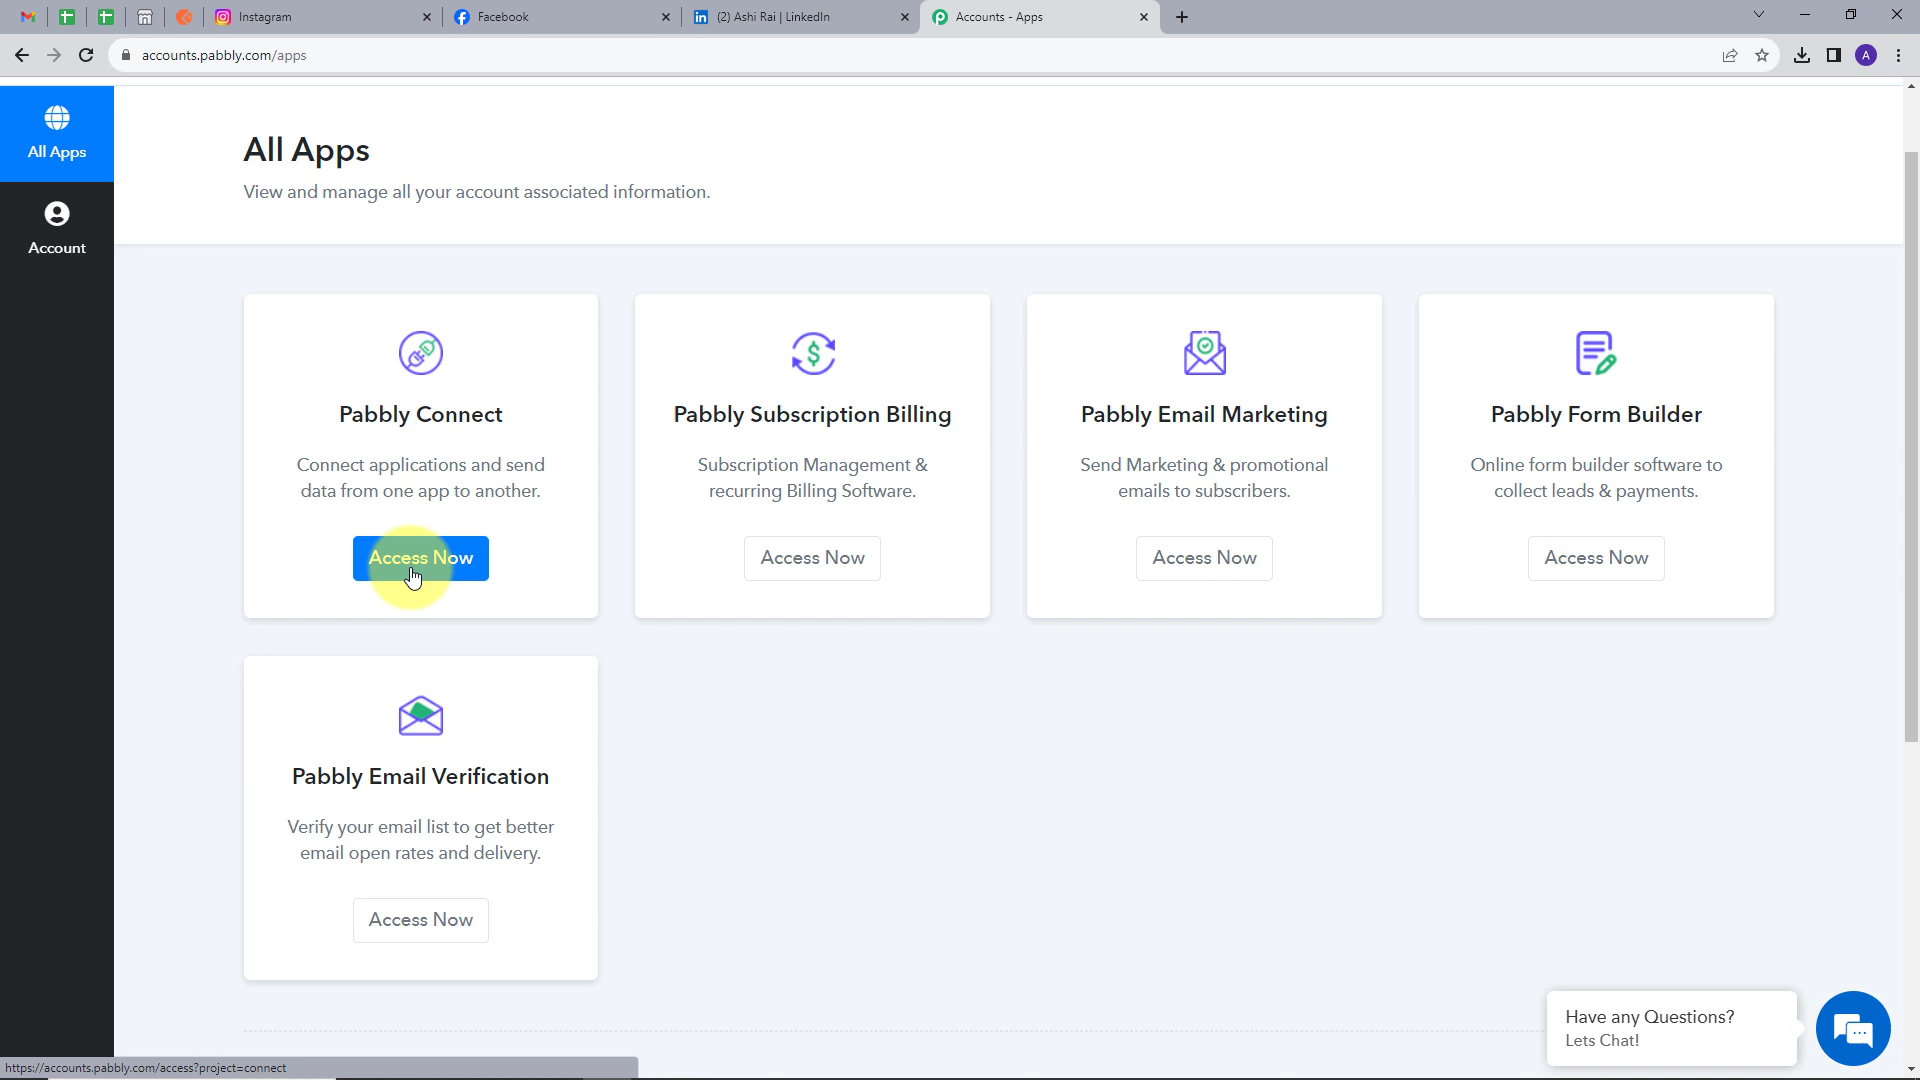 Instagram
Facebook
(2) Ashi Rai | LinkedIn
Accounts - Apps
accounts.pabbly.com/apps
A
All Apps
Account
All Apps
View and manage all your account associated information.
Pabbly Connect
Connect applications and send
data from one app to another.
Access Now
Pabbly Subscription Billing
Subscription Management &
recurring Billing Software.
Access Now
Pabbly Email Marketing
Send Marketing & promotional
emails to subscribers.
Access Now
Pabbly Form Builder
Online form builder software to
collect leads & payments.
Access Now
Pabbly Email Verification
Verify your email list to get better
email open rates and delivery.
Access Now
Have any Questions?
Lets Chat!
https://accounts.pabbly.com/access?project=connect